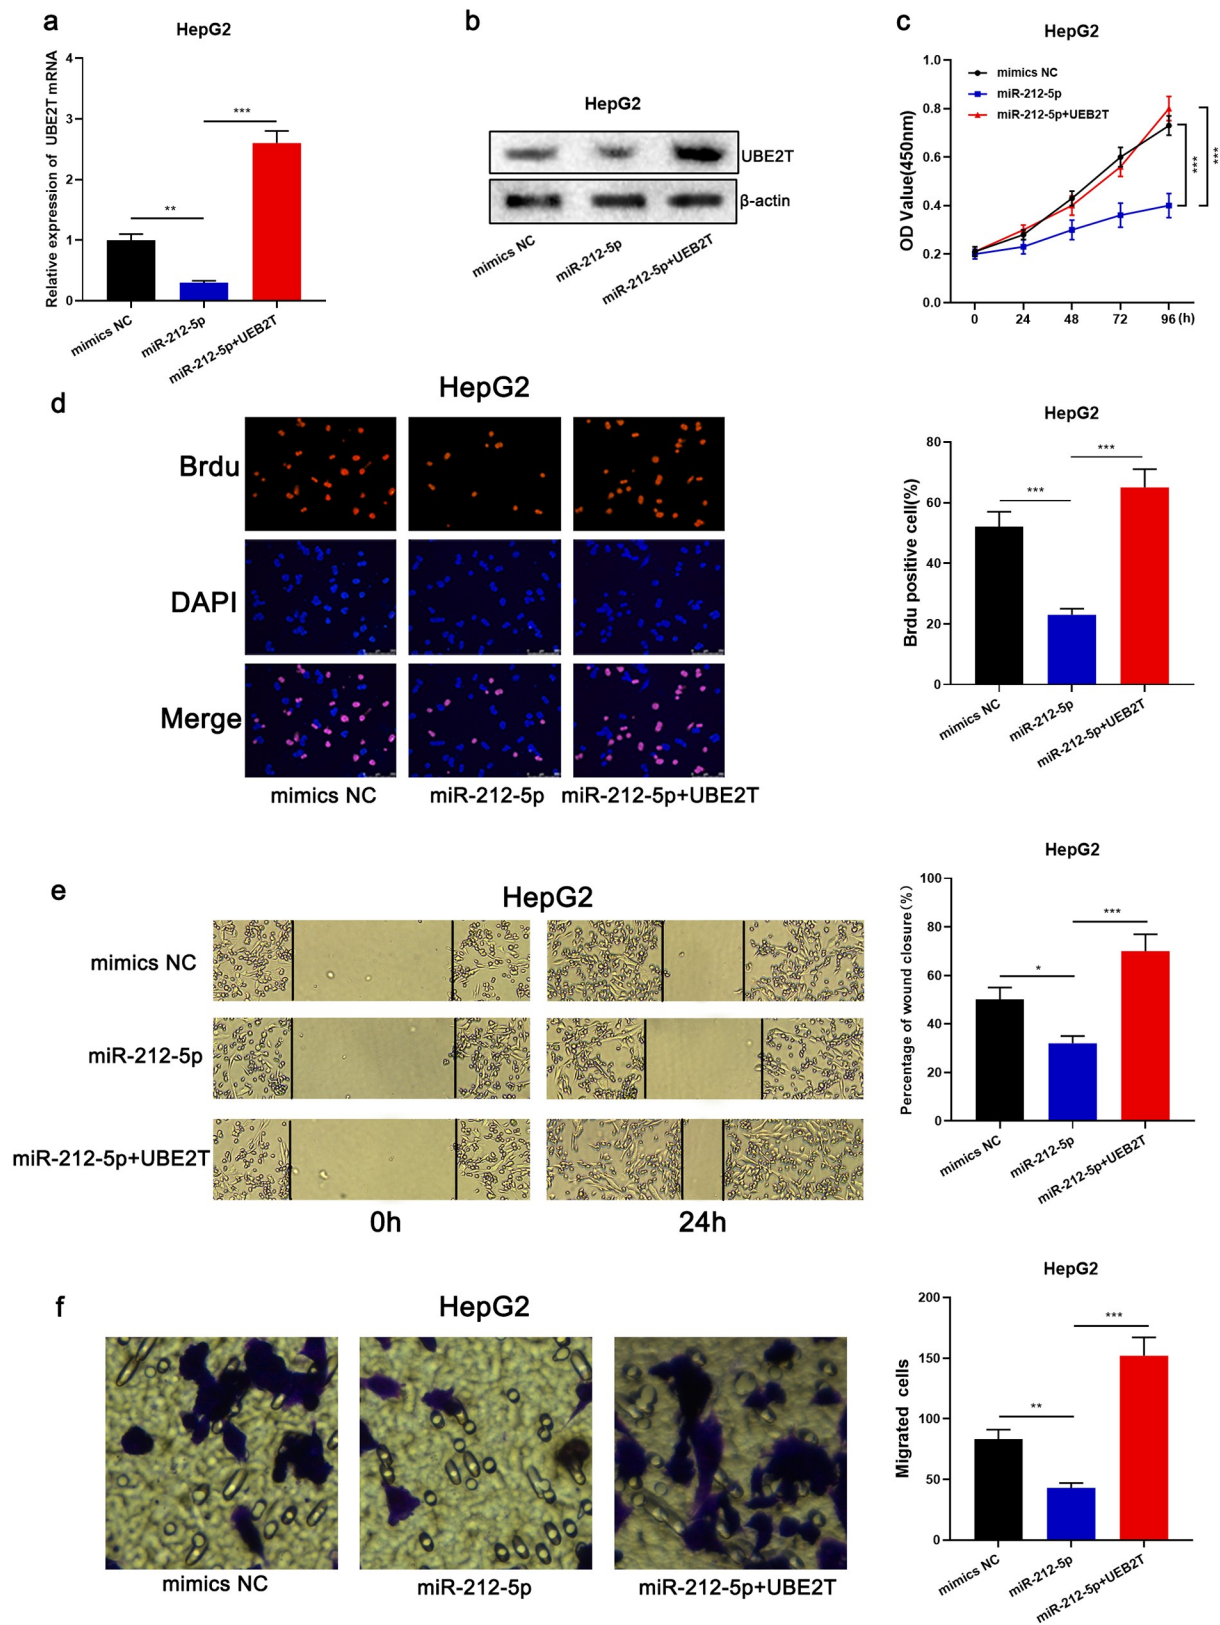 a
HepG2
Relative expression of UBE2T mRNA
4
3
2
1
0
**
***
mimics NC
miR-212-5p
miR-212-5p+UEB2T
b
HepG2
UBE2T
β-actin
mimics NC
miR-212-5p
miR-212-5p+UEB2T
c
HepG2
OD Value(450nm)
1.0
0.8
0.6
0.4
0.2
0.0
mimics NC
miR-212-5p
miR-212-5p+UEB2T
***
***
0 24 48 72 96 (h)
d
HepG2
Brdu
DAPI
Merge
mimics NC miR-212-5p miR-212-5p+UBE2T
HepG2
Brdu positive cell(%)
80
60
40
20
0
***
***
mimics NC
miR-212-5p
miR-212-5p+UEB2T
e
HepG2
mimics NC
miR-212-5p
miR-212-5p+UBE2T
0h 24h
HepG2
Percentage of wound closure(%)
100
80
60
40
20
0
*
***
mimics NC
miR-212-5p
miR-212-5p+UEB2T
f
HepG2
mimics NC miR-212-5p miR-212-5p+UBE2T
HepG2
Migrated cells
200
150
100
50
0
**
***
mimics NC
miR-212-5p
miR-212-5p+UEB2T